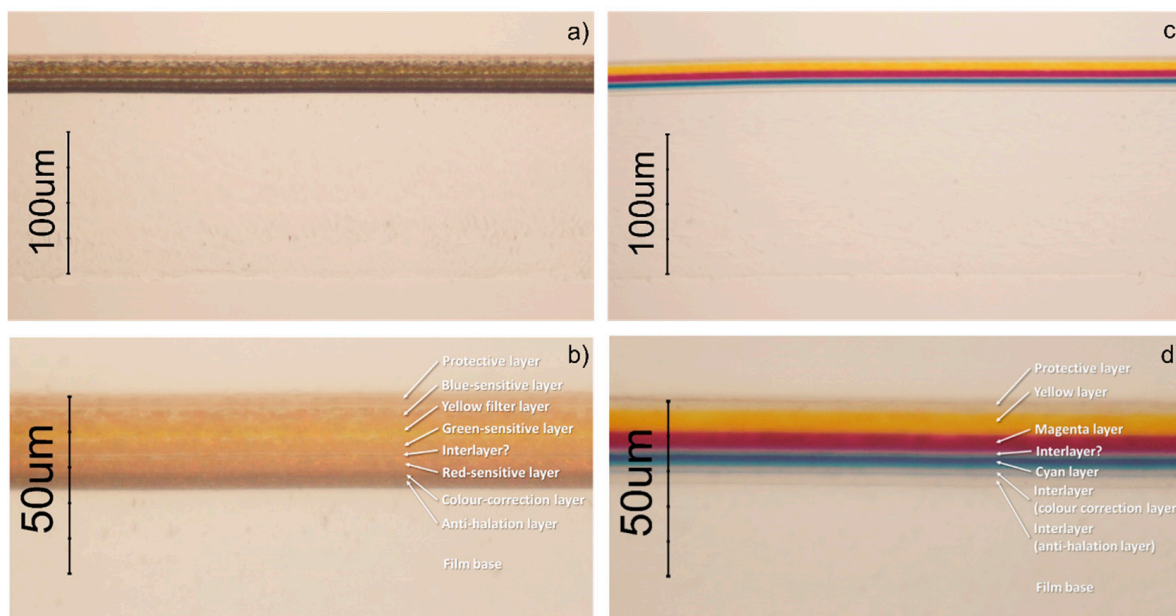 a)
100um
c)
100um
b)
Protective layer
Blue-sensitive layer
Yellow filter layer
Green-sensitive layer
Interlayer?
Red-sensitive layer
Colour-correction layer
Anti-halation layer
Film base
50um
d)
Protective layer
Yellow layer
Magenta layer
Interlayer?
Cyan layer
Interlayer
(colour correction layer
Interlayer
(anti-halation layer)
Film base
50um